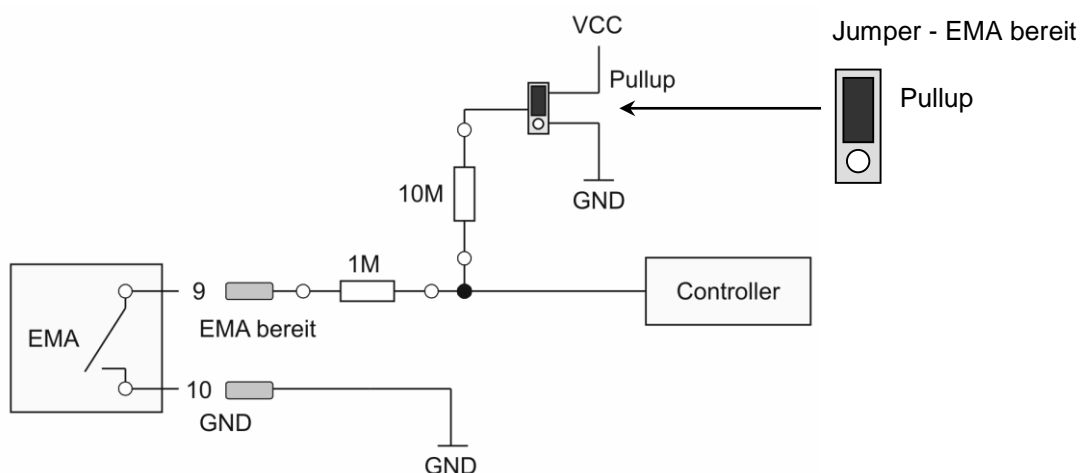 VCC
Jumper - EMA bereit
Pullup
Pullup
10M
GND
1M
9
EMA bereit
Controller
EMA
10
GND
GND